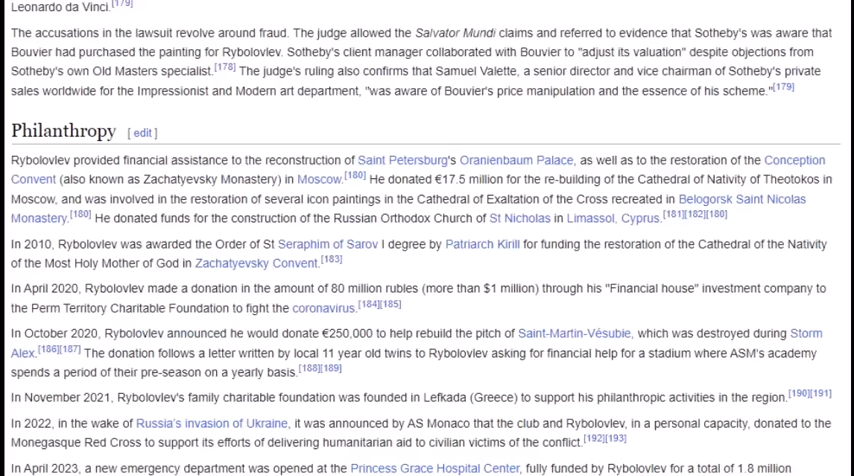 Leonardo da Vinci.[179]
The accusations in the lawsuit revolve around fraud. The judge allowed the Salvator Mundi claims and referred to evidence that Sotheby's was aware that
Bouvier had purchased the painting for Rybolovlev. Sotheby's client manager collaborated with Bouvier to "adjust its valuation" despite objections from
Sotheby's own Old Masters specialist.[178] The judge's ruling also confirms that Samuel Valette, a senior director and vice chairman of Sotheby's private
sales worldwide for the Impressionist and Modern art department, "was aware of Bouvier's price manipulation and the essence of his scheme."[179]
Philanthropy [ edit ]
Rybolovlev provided financial assistance to the reconstruction of Saint Petersburg's Oranienbaum Palace, as well as to the restoration of the Conception
Convent (also known as Zachatyevsky Monastery) in Moscow.[180] He donated €17.5 million for the re-building of the Cathedral of Nativity of Theotokos in
Moscow, and was involved in the restoration of several icon paintings in the Cathedral of Exaltation of the Cross recreated in Belogorsk Saint Nicolas
Monastery.[180] He donated funds for the construction of the Russian Orthodox Church of St Nicholas in Limassol, Cyprus.[181][182][180]
In 2010, Rybolovlev was awarded the Order of St Seraphim of Sarov I degree by Patriarch Kirill for funding the restoration of the Cathedral of the Nativity
of the Most Holy Mother of God in Zachatyevsky Convent.[183]
In April 2020, Rybolovlev made a donation in the amount of 80 million rubles (more than $1 million) through his "Financial house" investment company to
the Perm Territory Charitable Foundation to fight the coronavirus.[184][185]
In October 2020, Rybolovlev announced he would donate €250,000 to help rebuild the pitch of Saint-Martin-Vésubie, which was destroyed during Storm
Alex.[186][187] The donation follows a letter written by local 11 year old twins to Rybolovlev asking for financial help for a stadium where ASM's academy
spends a period of their pre-season on a yearly basis.[188][189]
In November 2021, Rybolovlev's family charitable foundation was founded in Lefkada (Greece) to support his philanthropic activities in the region.[190][191]
In 2022, in the wake of Russia's invasion of Ukraine, it was announced by AS Monaco that the club and Rybolovlev, in a personal capacity, donated to the
Monegasque Red Cross to support its efforts of delivering humanitarian aid to civilian victims of the conflict.[192][193]
In April 2023, a new emergency department was opened at the Princess Grace Hospital Center, fully funded by Rybolovlev for a total of 1.8 million